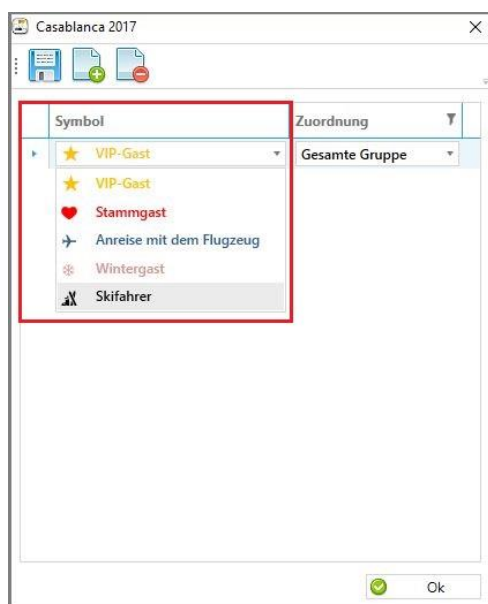 Casablanca 2017
Symbol Zuordnung
VIP-Gast Gesamte Gruppe
VIP-Gast
Stammgast
Anreise mit dem Flugzeug
Wintergast
Skifahrer
Ok